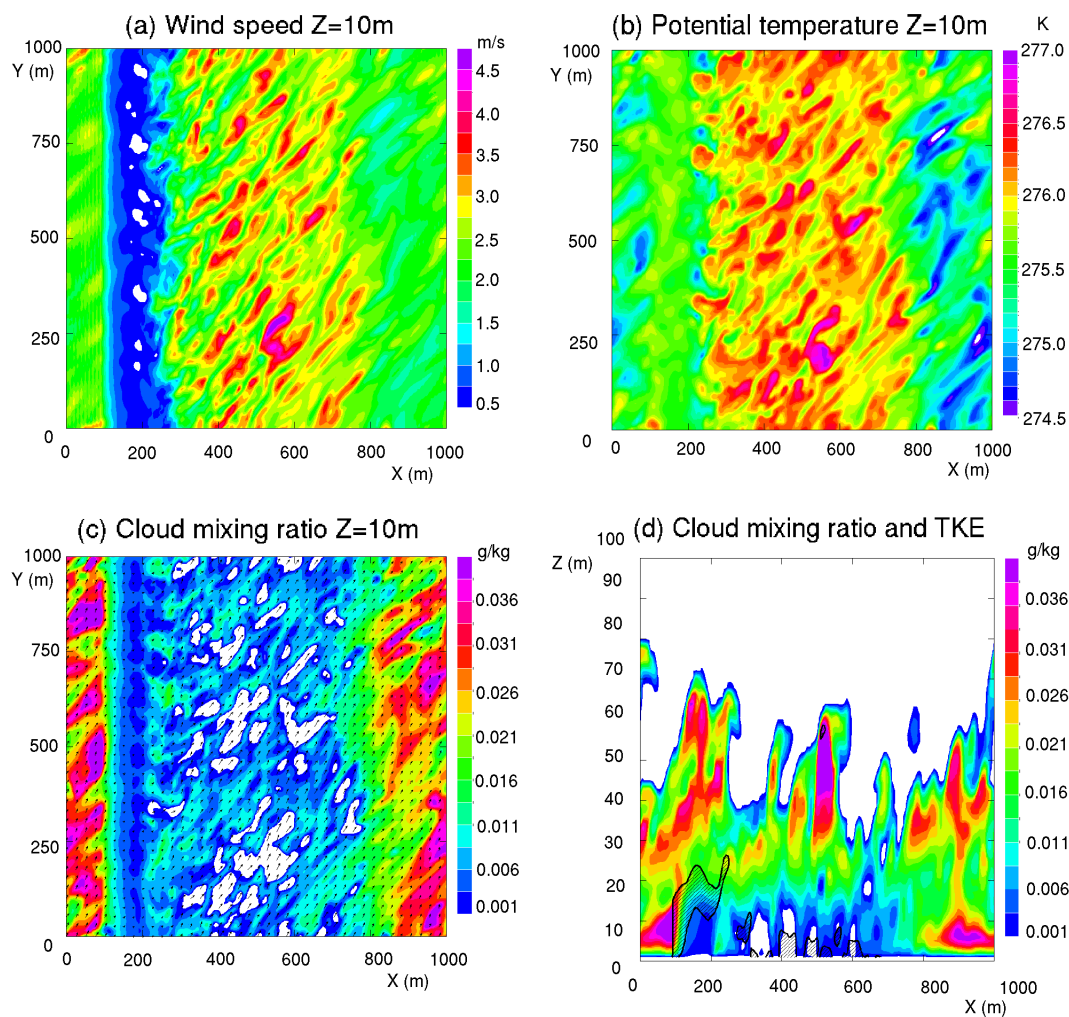 (a) Wind speed Z=10m
1000
Y (m)
750
500
250
0
0 200 400 600 800 1000
X (m)
m/s
4.5
4.0
3.5
3.0
2.5
2.0
1.5
1.0
0.5
(b) Potential temperature Z=10m
1000
Y (m)
750
500
250
0
0 200 400 600 800 1000
X (m)
K
277.0
276.5
276.0
275.5
275.0
274.5
(c) Cloud mixing ratio Z=10m
1000
Y (m)
750
500
250
0
0 200 400 600 800 1000
X (m)
g/kg
0.036
0.031
0.026
0.021
0.016
0.011
0.006
0.001
(d) Cloud mixing ratio and TKE
100
Z (m)
90
80
70
60
50
40
30
20
10
0
0 200 400 600 800 1000
X (m)
g/kg
0.036
0.031
0.026
0.021
0.016
0.011
0.006
0.001